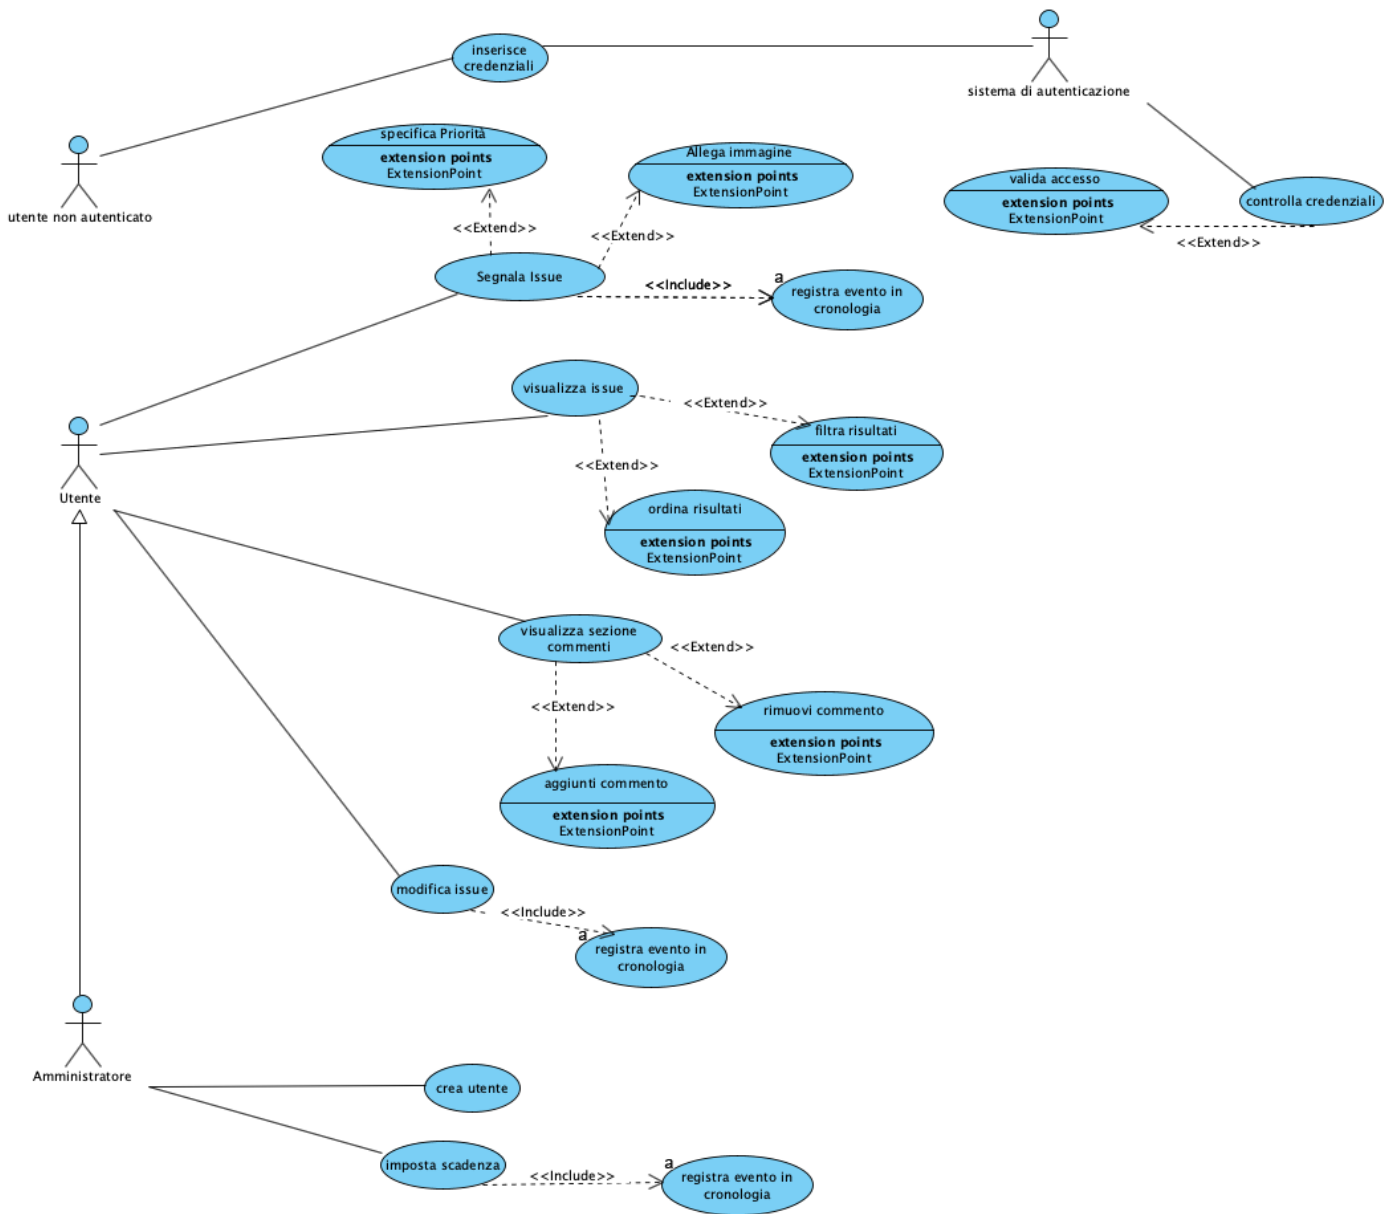 inserisce
credenziali
sistema di autenticazione
utente non autenticato
specifica Priorità
extension points
ExtensionPoint
Allega immagine
extension points
ExtensionPoint
valida accesso
extension points
ExtensionPoint
controlla credenziali
<<Extend>>
<<Extend>>
<<Extend>>
Segnala Issue
<<Include>>
a
registra evento in
cronologia
visualizza issue
<<Extend>>
filtra risultati
extension points
ExtensionPoint
<<Extend>>
Utente
ordina risultati
extension points
ExtensionPoint
visualizza sezione
commenti
<<Extend>>
<<Extend>>
rimuovi commento
extension points
ExtensionPoint
aggiunti commento
extension points
ExtensionPoint
modifica issue
<<Include>>
a
registra evento in
cronologia
Amministratore
crea utente
imposta scadenza
<<Include>>
a
registra evento in
cronologia